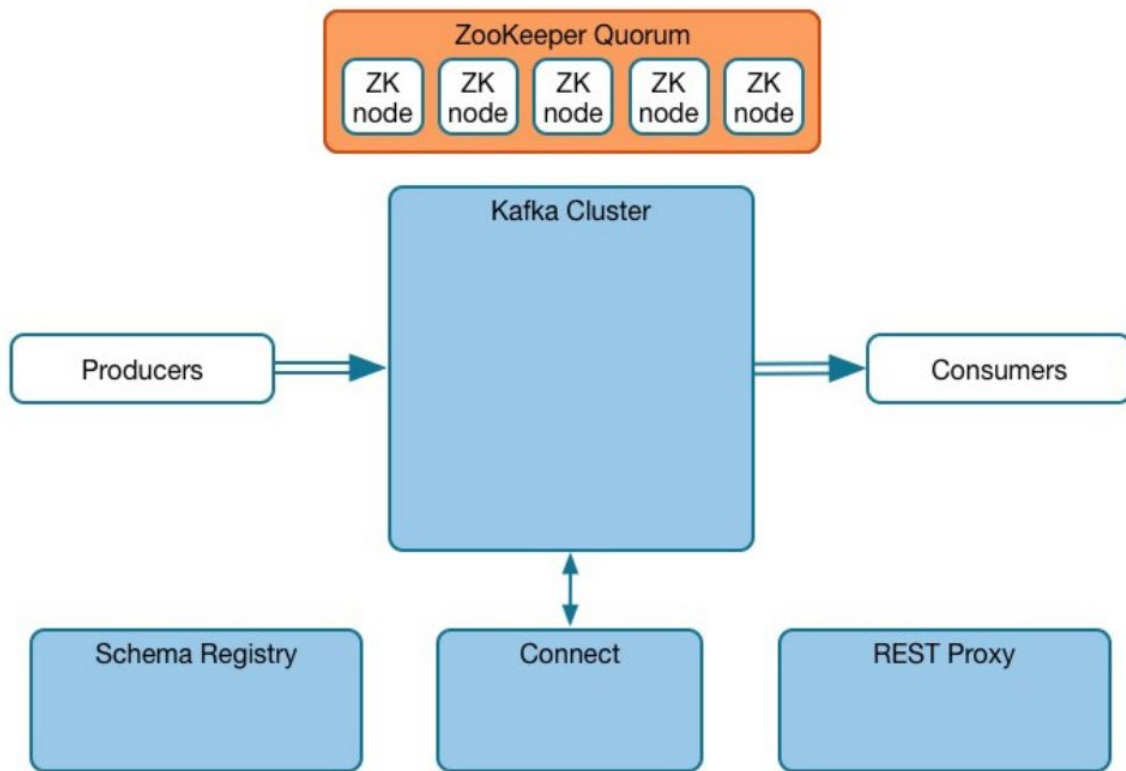 ZooKeeper Quorum
ZK
node
ZK
node
ZK
node
ZK
node
ZK
node
Kafka Cluster
Producers
Consumers
Schema Registry
Connect
REST Proxy